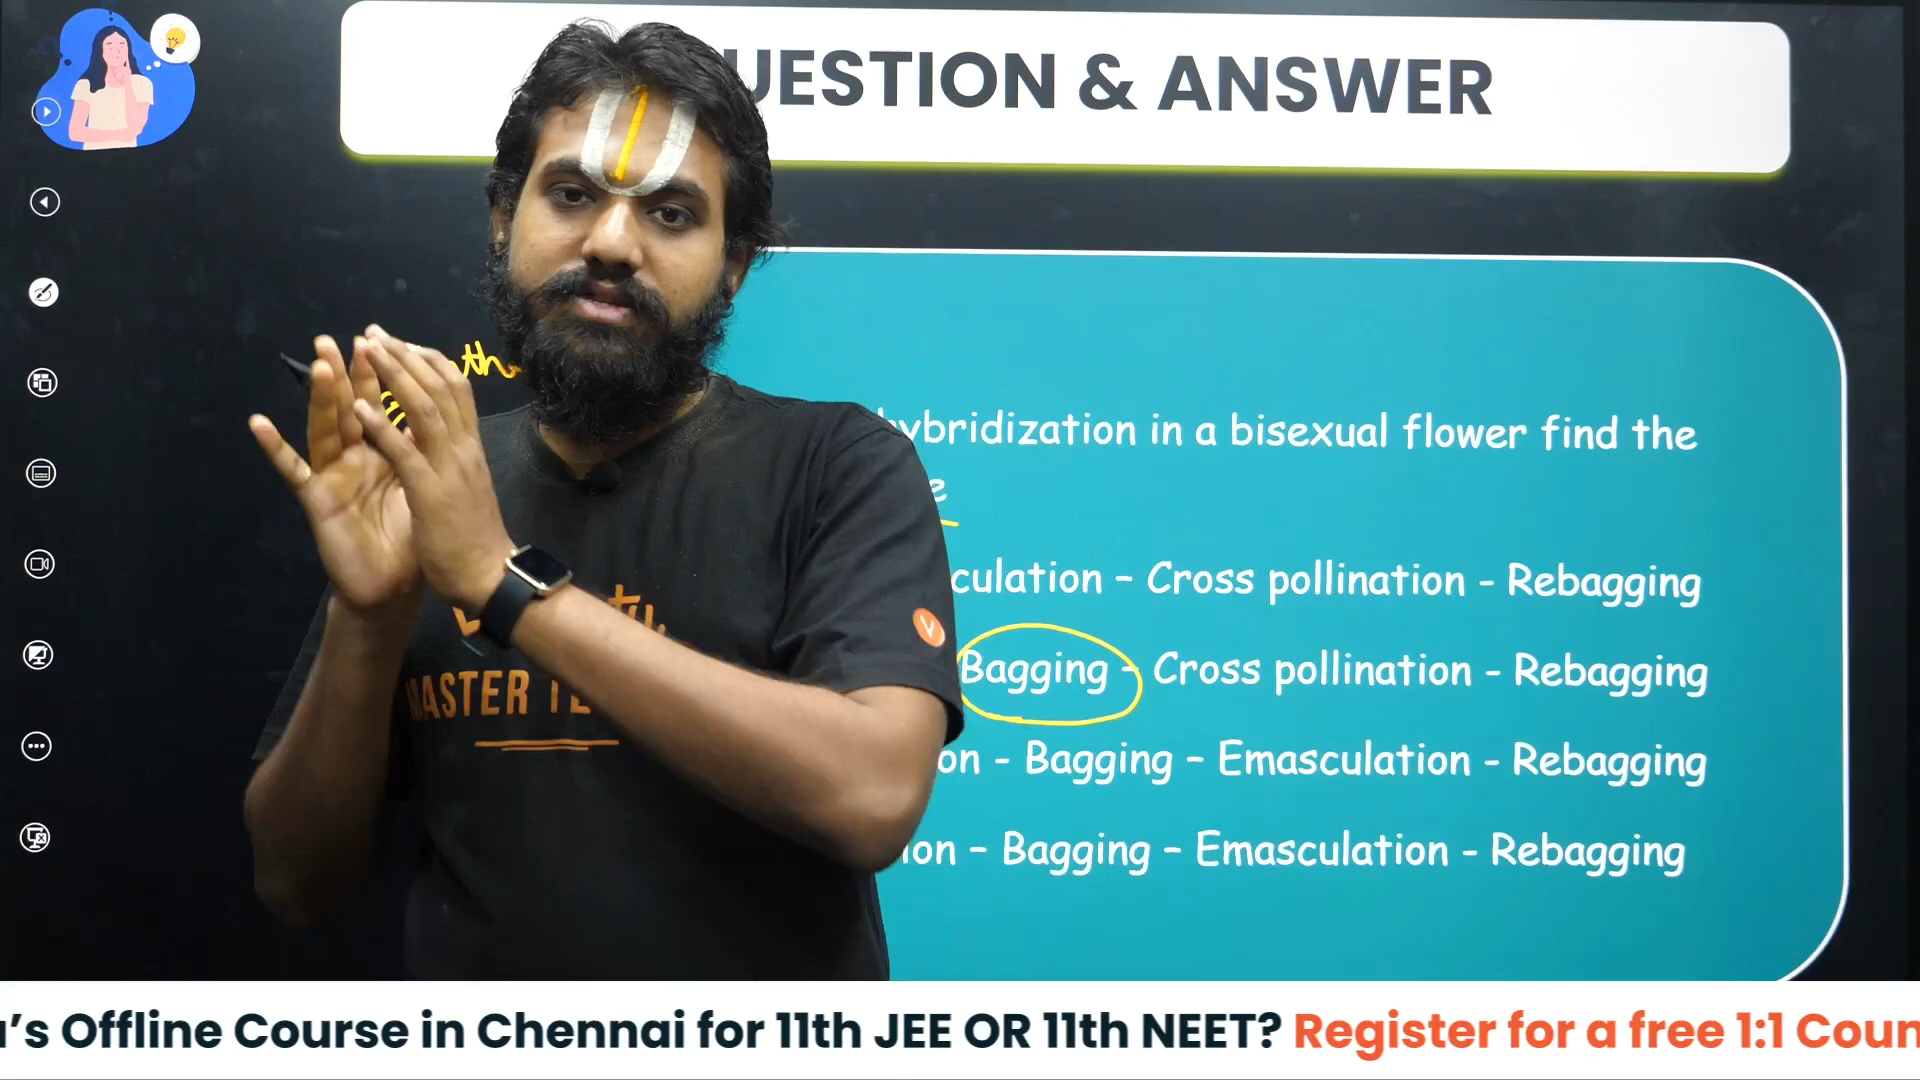 UESTION & ANSWER
hybridization in a bisexual flower find the
e
culation – Cross pollination - Rebagging
Bagging - Cross pollination - Rebagging
on - Bagging – Emasculation - Rebagging
ion – Bagging – Emasculation - Rebagging
MASTER TE
V
a's Offline Course in Chennai for 11th JEE OR 11th NEET? Register for a free 1:1 Coun